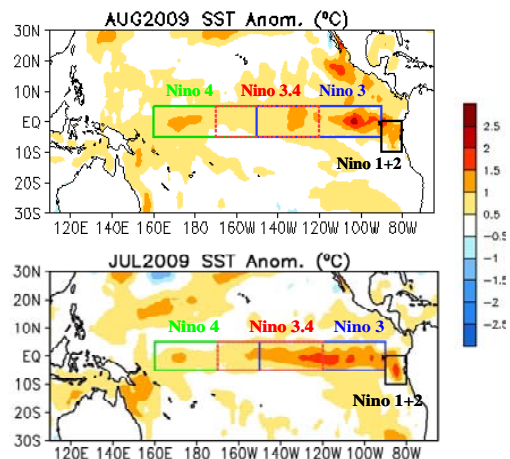 AUG2009 SST Anom. (ºC)
30N
20N
10N
EQ
10S
20S
30S
Nino 4 Nino 3.4 Nino 3
Nino 1+2
120E 140E 160E 180 160W 140W 120W 100W 80W
JUL2009 SST Anom. (ºC)
30N
20N
10N
EQ
10S
20S
30S
Nino 4 Nino 3.4 Nino 3
Nino 1+2
120E 140E 160E 180 160W 140W 120W 100W 80W
2.5
2
1.5
1
0.5
-0.5
-1
-1.5
-2
-2.5